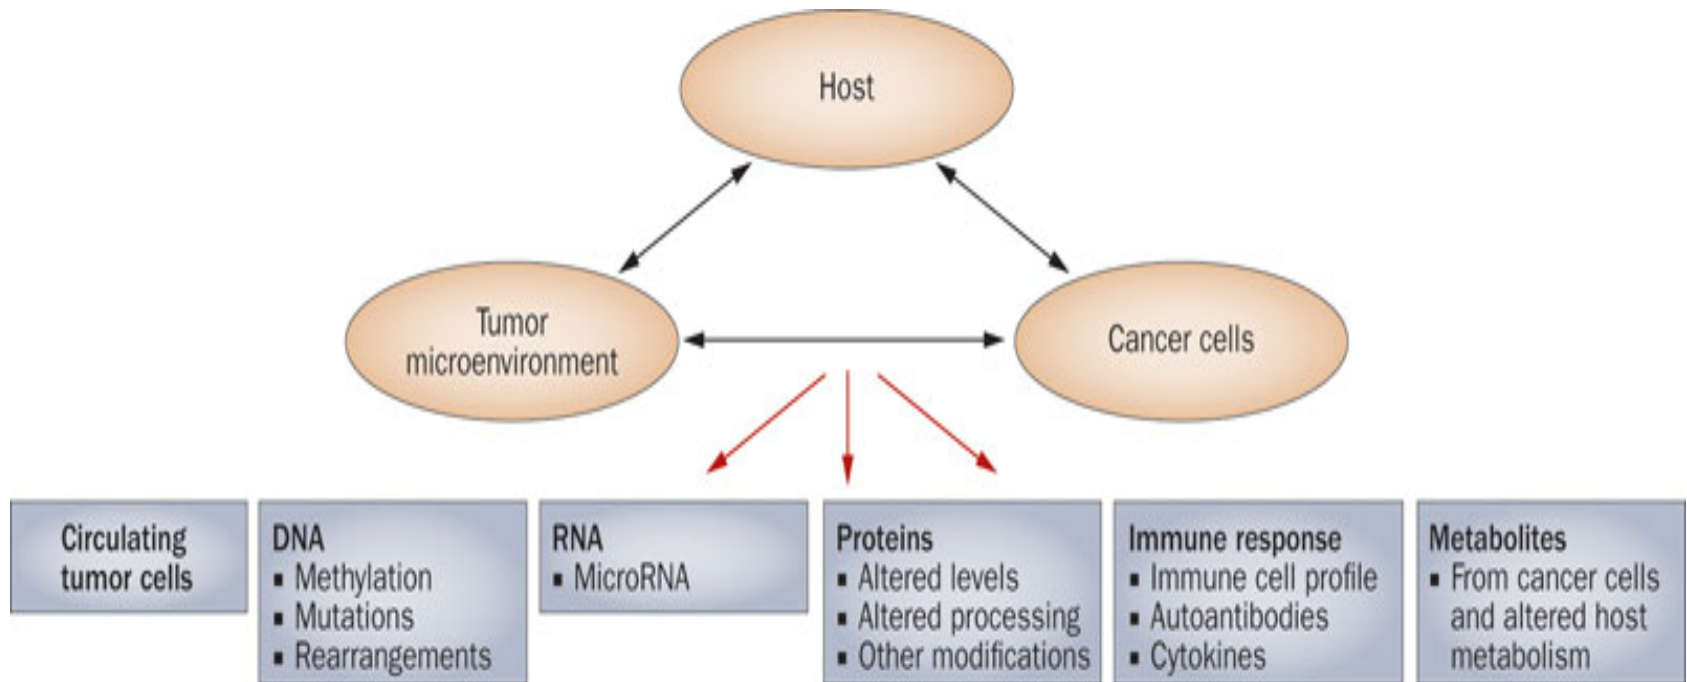 Host
Tumor
microenvironment
Cancer cells
Circulating
tumor cells
DNA
▪ Methylation
▪ Mutations
▪ Rearrangements
RNA
▪ MicroRNA
Proteins
▪ Altered levels
▪ Altered processing
▪ Other modifications
Immune response
▪ Immune cell profile
▪ Autoantibodies
▪ Cytokines
Metabolites
▪ From cancer cells
and altered host
metabolism